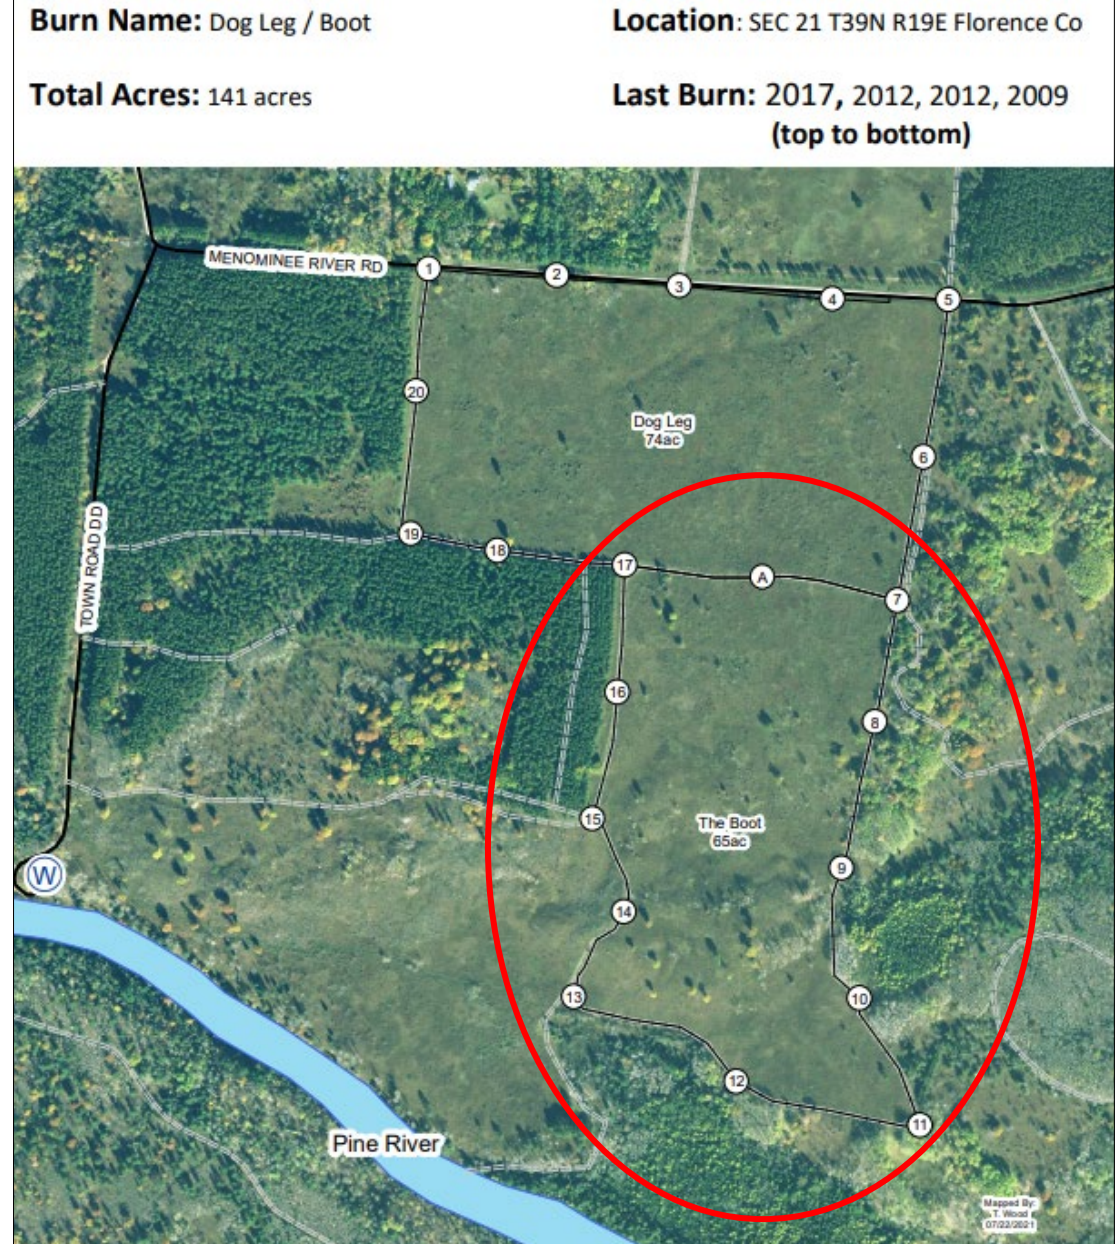 Burn Name: Dog Leg / Boot
Location: SEC 21 T39N R19E Florence Co
Total Acres: 141 acres
Last Burn: 2017, 2012, 2012, 2009
(top to bottom)
MENOMINEE RIVER RD
1
2
3
4
5
20
Dog Leg
74ac
6
19
18
17
A
7
TOWN ROAD DD
16
8
15
The Boot
65ac
9
W
14
13
10
12
11
Pine River
Mapped By:
T. Wood
07/22/2021